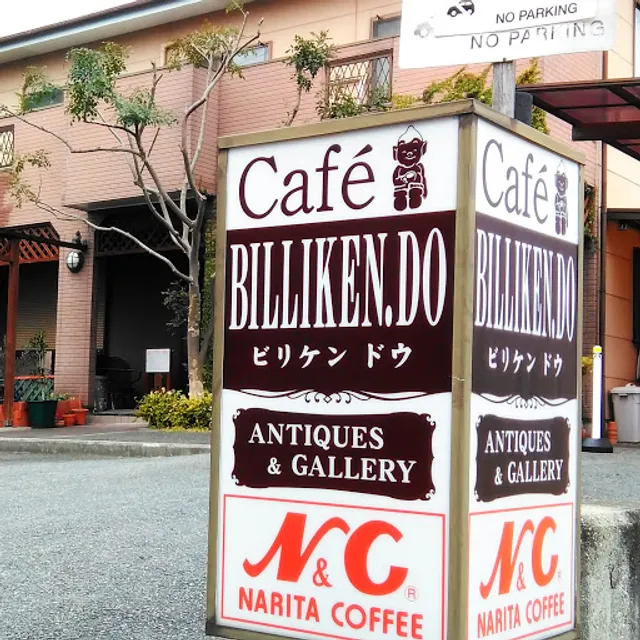 NO PARKING
NO PARKING
Café
BILLIKEN.DO
ビリケン ドウ
ANTIQUES
& GALLERY
N&C®
NARITA COFFEE
Café
BILLIKEN.DO
ビリケン ドウ
ANTIQUES
& GALLERY
N&C®
NARITA COFFEE